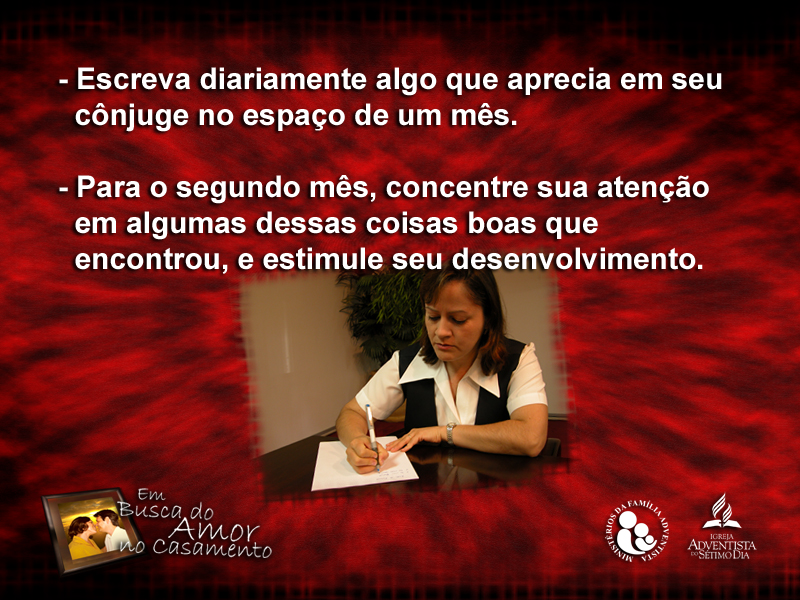 - Escreva diariamente algo que aprecia em seu
cônjuge no espaço de um mês.
- Para o segundo mês, concentre sua atenção
em algumas dessas coisas boas que
encontrou, e estimule seu desenvolvimento.
Em
Busca do
Amor
no Casamento
MINISTÉRIOS DA FAMÍLIA ADVENTISTA
IGREJA
ADVENTISTA
DO SÉTIMO DIA